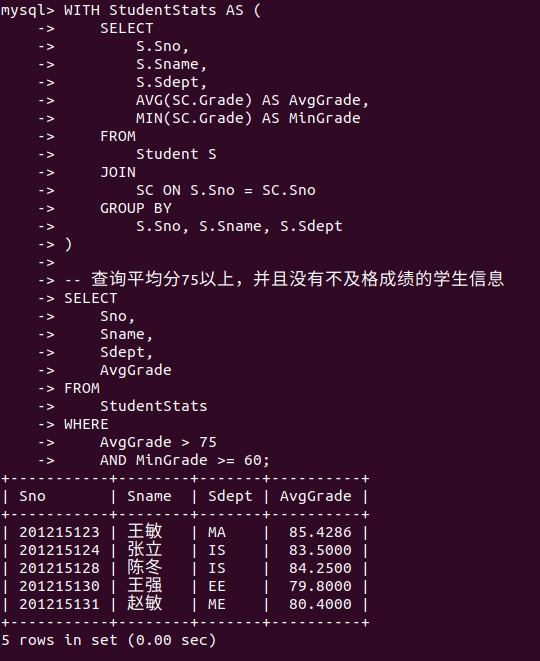 mysql> WITH StudentStats AS (
    ->     SELECT
    ->         S.Sno,
    ->         S.Sname,
    ->         S.Sdept,
    ->         AVG(SC.Grade) AS AvgGrade,
    ->         MIN(SC.Grade) AS MinGrade
    ->     FROM
    ->         Student S
    ->     JOIN
    ->         SC ON S.Sno = SC.Sno
    ->     GROUP BY
    ->         S.Sno, S.Sname, S.Sdept
    -> )
    ->
    -> -- 查询平均分75以上，并且没有不及格成绩的学生信息
    -> SELECT
    ->     Sno,
    ->     Sname,
    ->     Sdept,
    ->     AvgGrade
    -> FROM
    ->     StudentStats
    -> WHERE
    ->     AvgGrade > 75
    ->     AND MinGrade >= 60;
+-----------+--------+-------+----------+
| Sno       | Sname  | Sdept | AvgGrade |
+-----------+--------+-------+----------+
| 201215123 | 王敏   | MA    |  85.4286 |
| 201215124 | 张立   | IS    |  83.5000 |
| 201215128 | 陈冬   | IS    |  84.2500 |
| 201215130 | 王强   | EE    |  79.8000 |
| 201215131 | 赵敏   | ME    |  80.4000 |
+-----------+--------+-------+----------+
5 rows in set (0.00 sec)